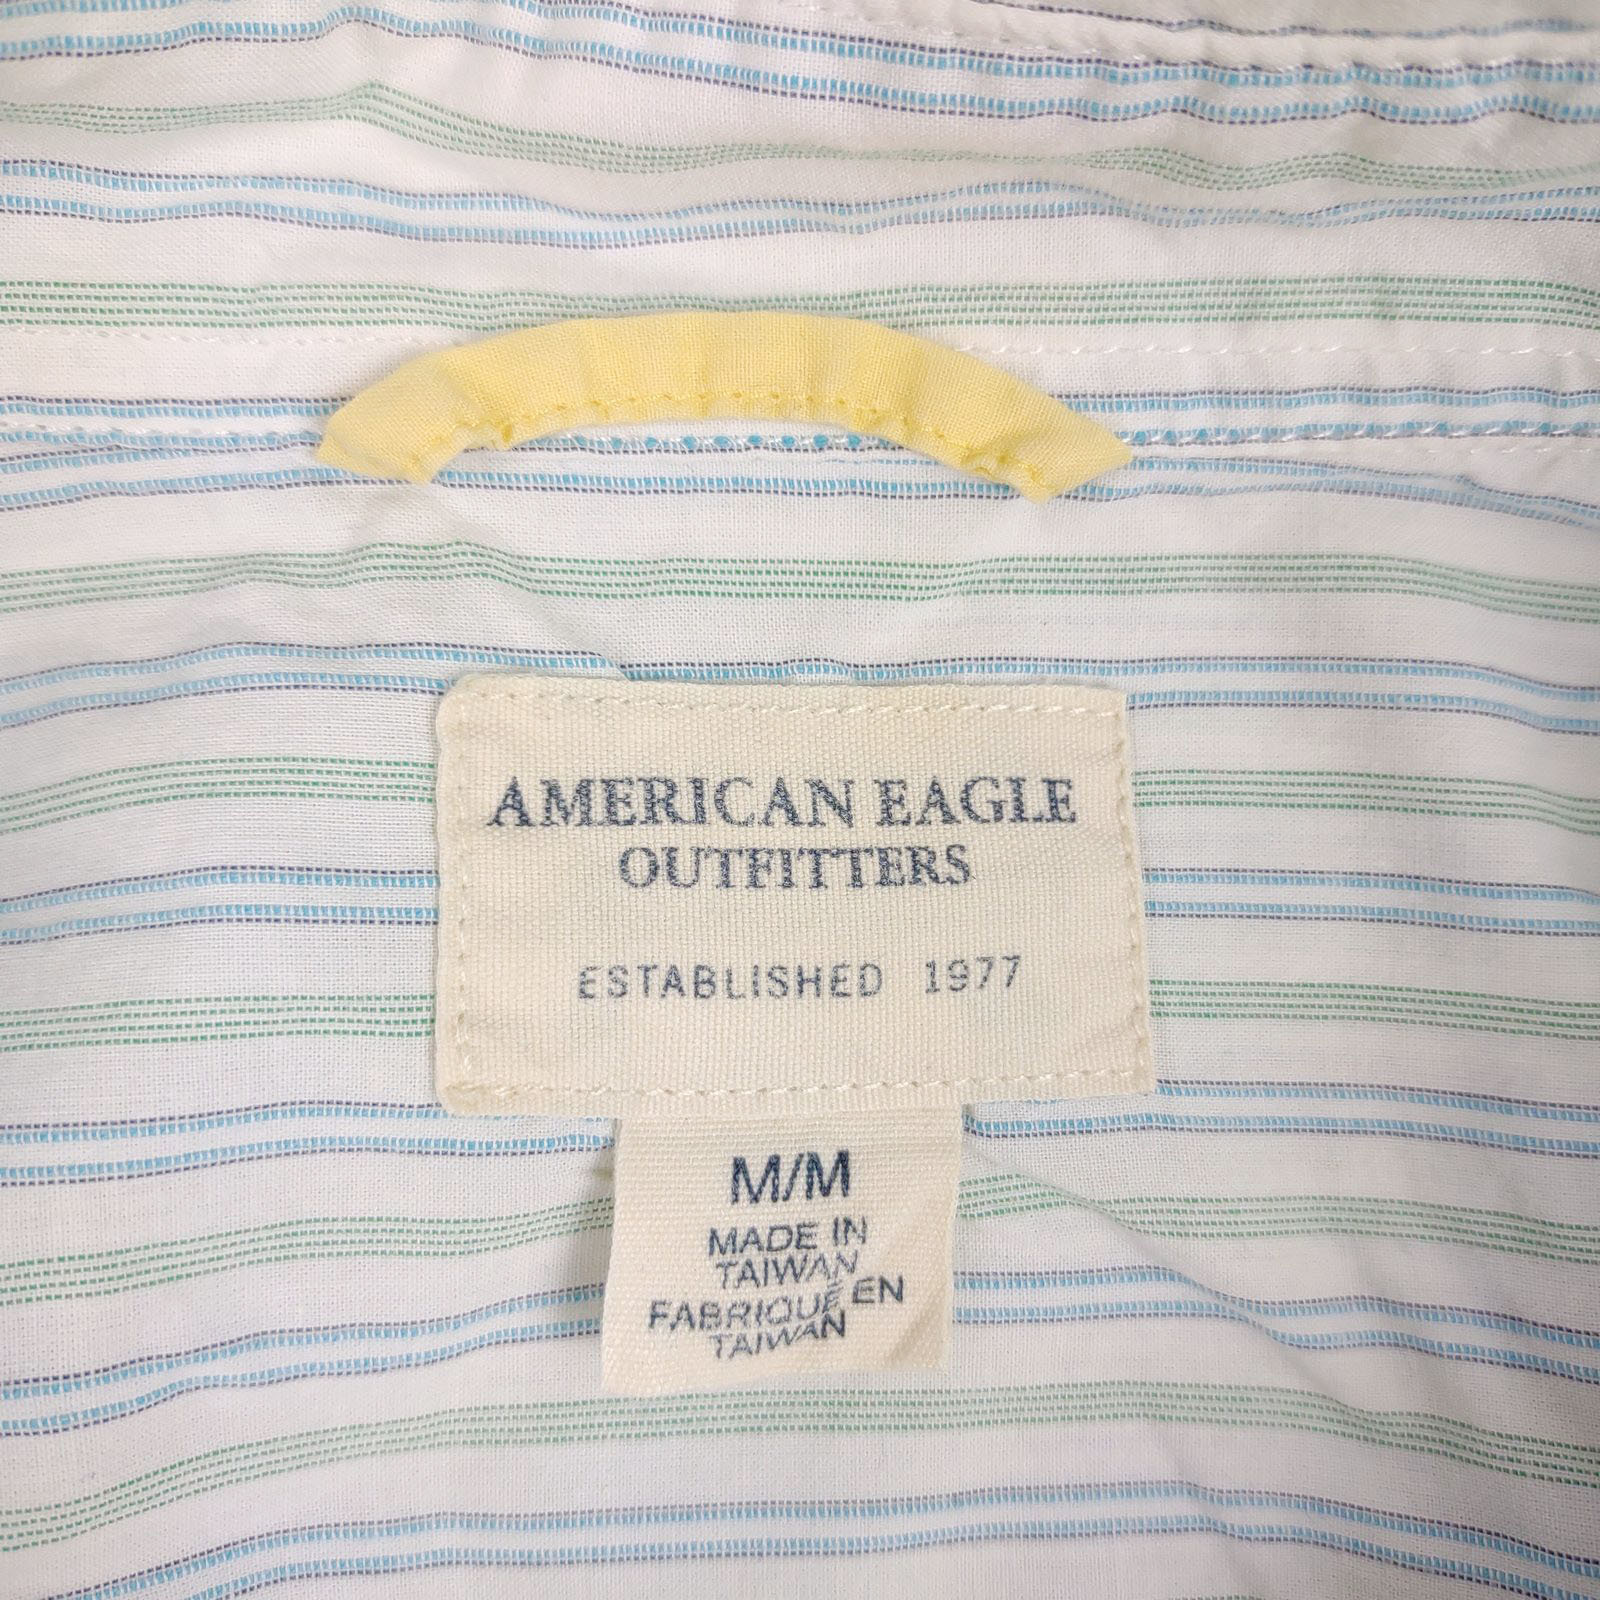 AMERICAN EAGLE
OUTFITTERS
ESTABLISHED 1977
M/M
MADE IN
TAIWAN
FABRIQUÉ EN
TAIWAN